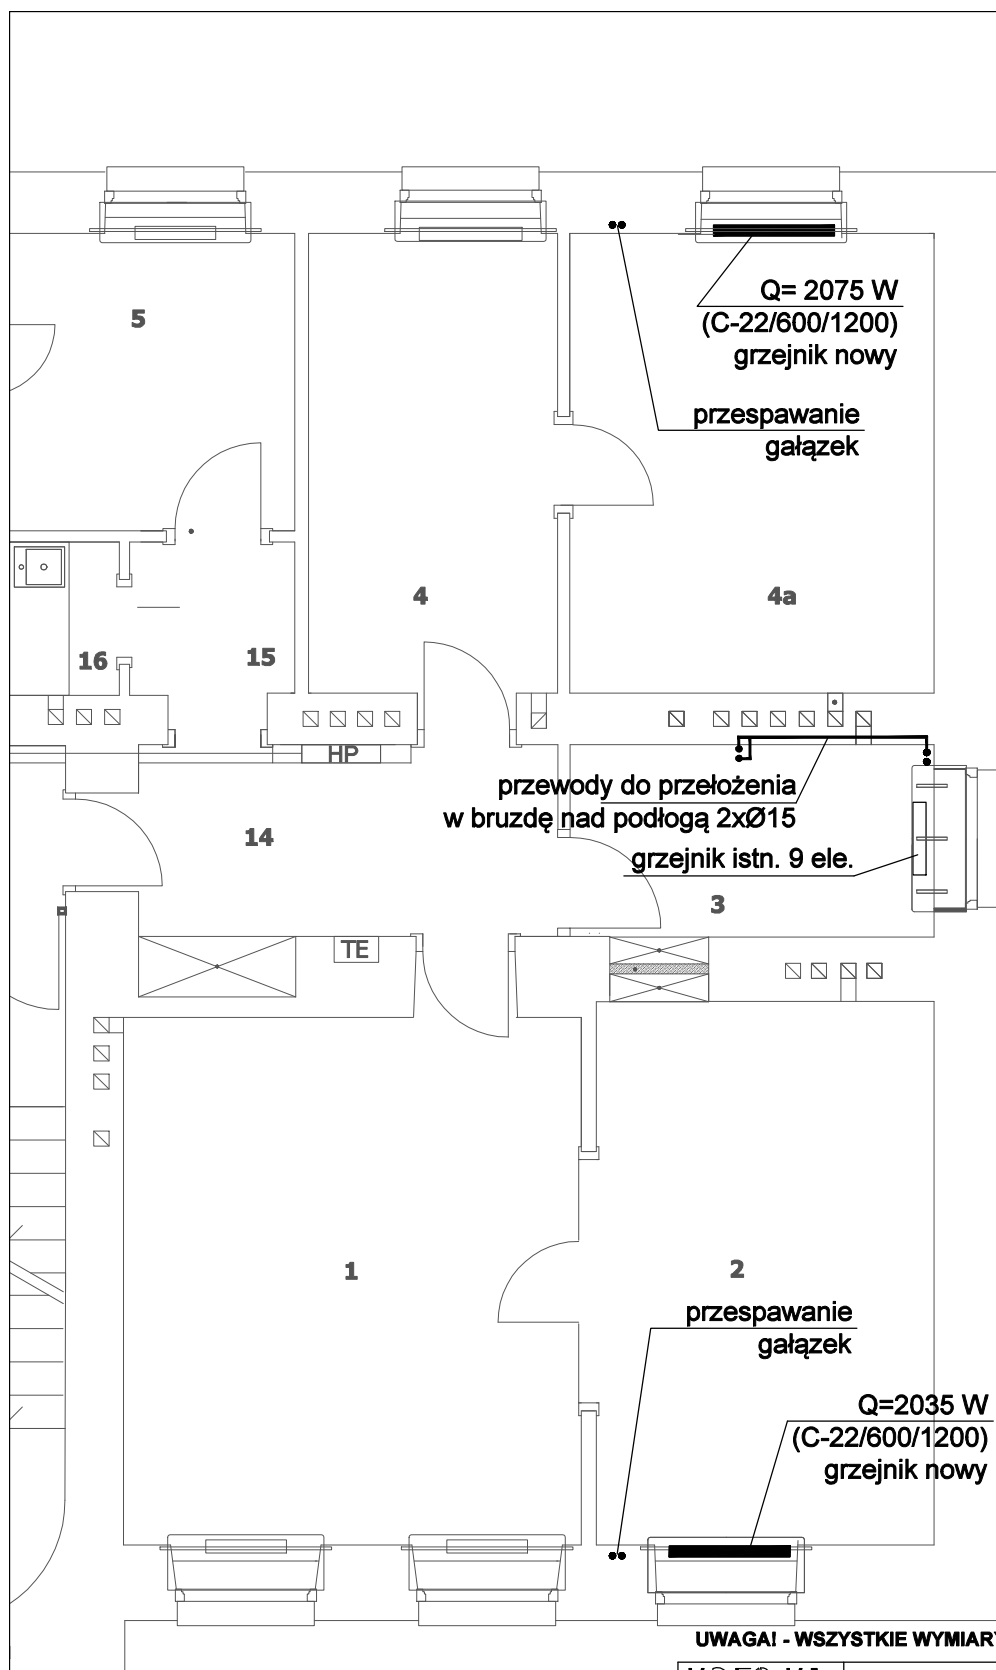 Q= 2075 W
(C-22/600/1200)
grzejnik nowy
5
przespawanie
gałązek
4
4a
16
15
HP
przewody do przełożenia
w bruzdę nad podłogą 2xØ15
14
grzejnik istn. 9 ele.
3
TE
1
2
przespawanie
gałązek
Q=2035 W
(C-22/600/1200)
grzejnik nowy
UWAGA! - WSZYSTKIE WYMIARY